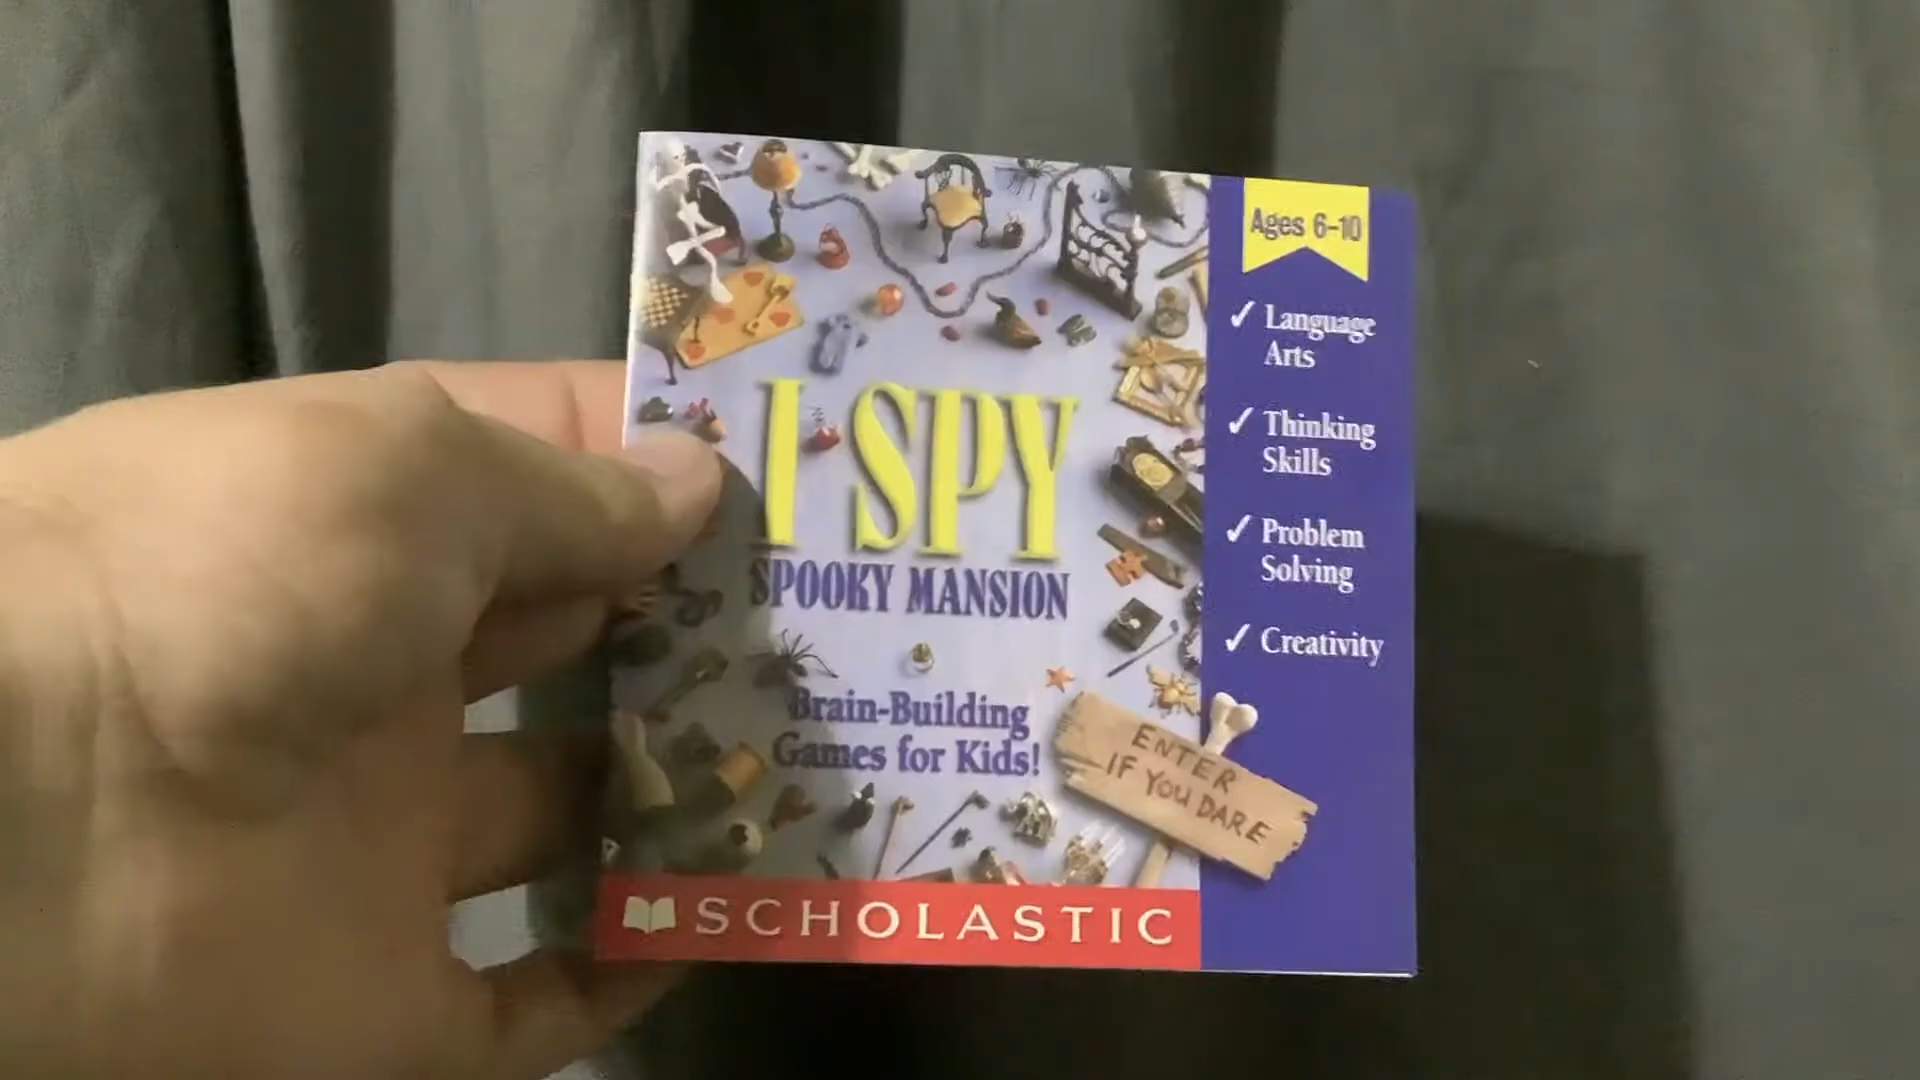 Ages 6-10
✓ Language
Arts
✓ Thinking
Skills
✓ Problem
Solving
✓ Creativity
I SPY
SPOOKY MANSION
Brain-Building
Games for Kids!
ENTER
IF YOU DARE
SCHOLASTIC